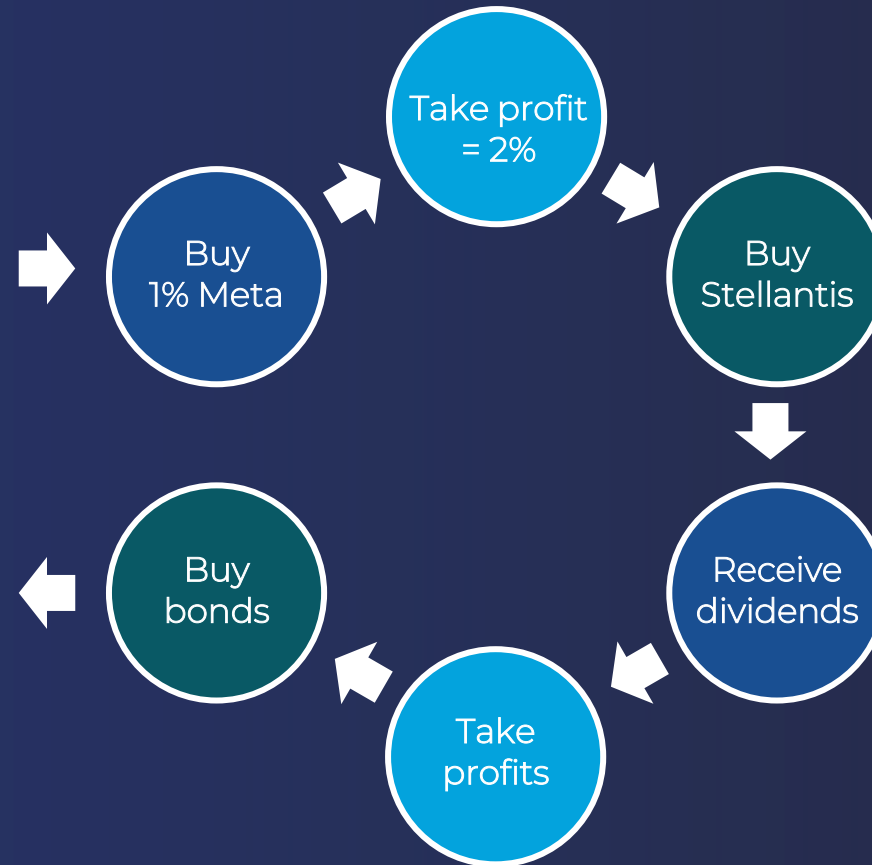 Take profit
= 2%
Buy
1% Meta
Buy
Stellantis
Buy
bonds
Receive
dividends
Take
profits